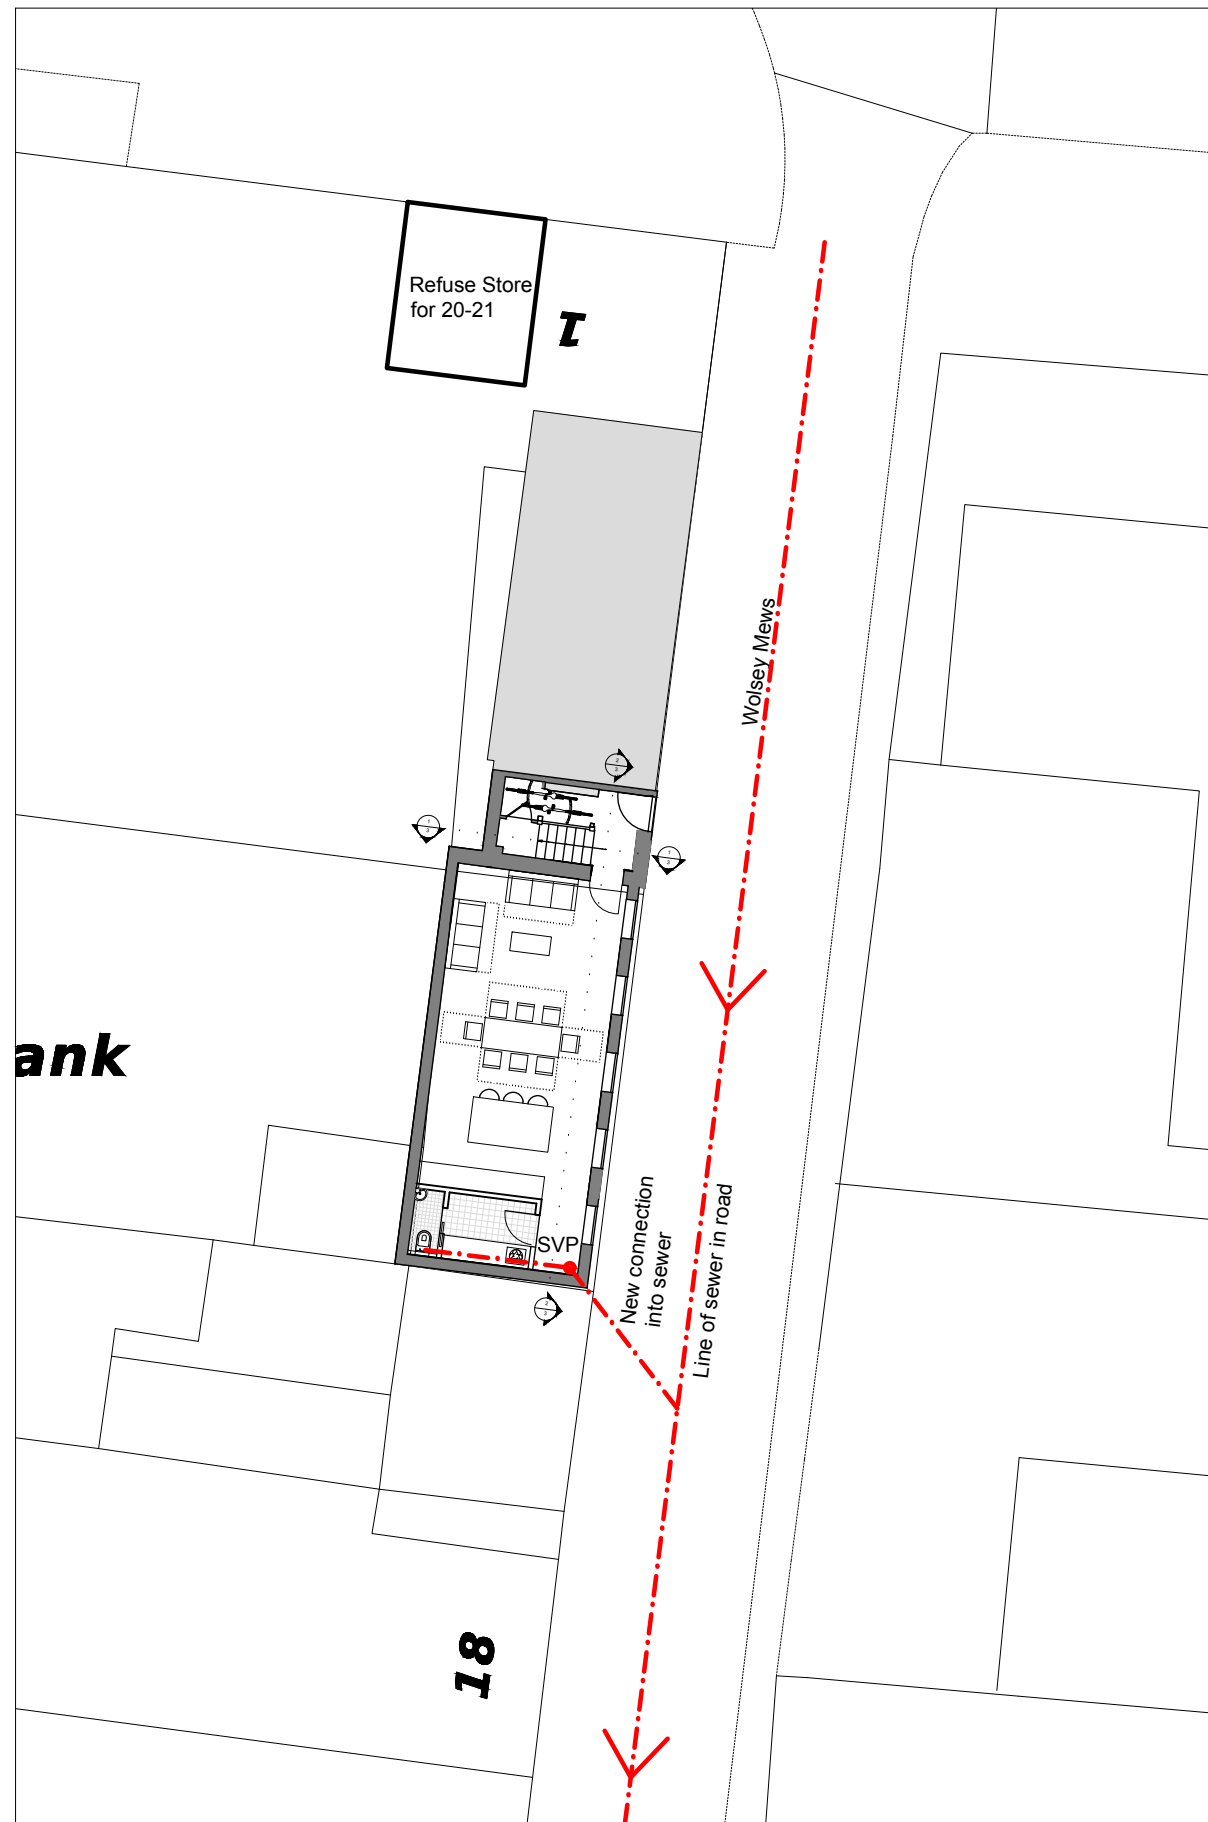 Refuse Store
for 20-21
1
Wolsey Mews
ank
New connection
into sewer
Line of sewer in road
SVP
18